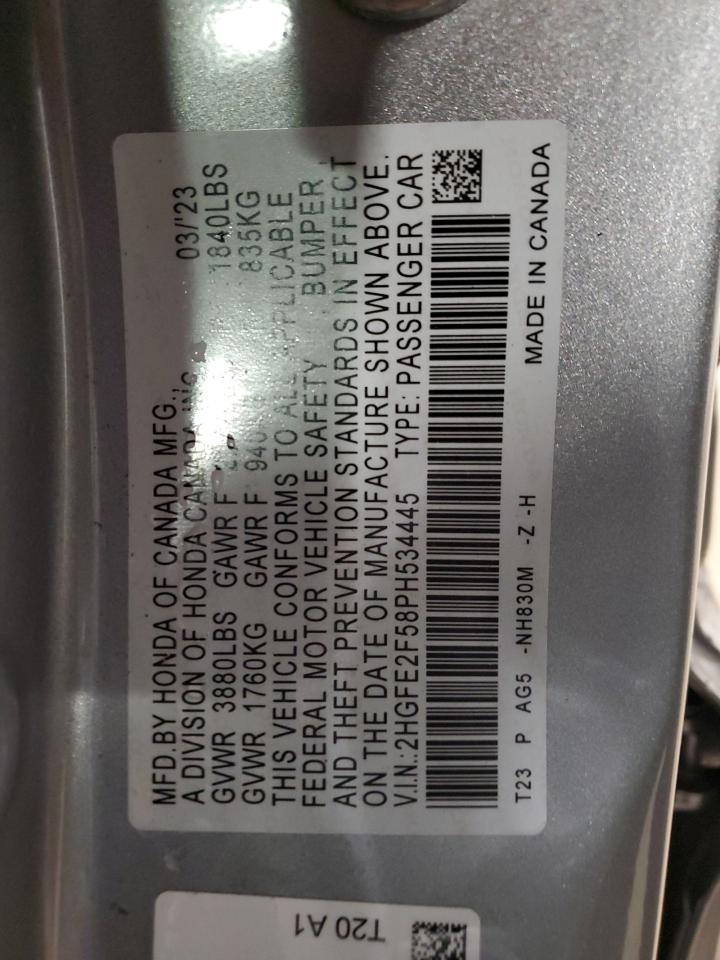 MFD.BY HONDA OF CANADA MFG., 03/'23
A DIVISION OF HONDA CANADA INC.
GVWR 3880LBS GAWR F 1840LBS
GVWR 1760KG GAWR F 835KG
THIS VEHICLE CONFORMS TO ALL APPLICABLE
FEDERAL MOTOR VEHICLE SAFETY, BUMPER,
AND THEFT PREVENTION STANDARDS IN EFFECT
ON THE DATE OF MANUFACTURE SHOWN ABOVE.
V.I.N.:2HGFE2F58PH534445 TYPE: PASSENGER CAR
T23 P AG5 -NH830M -Z -H MADE IN CANADA
T20 A1